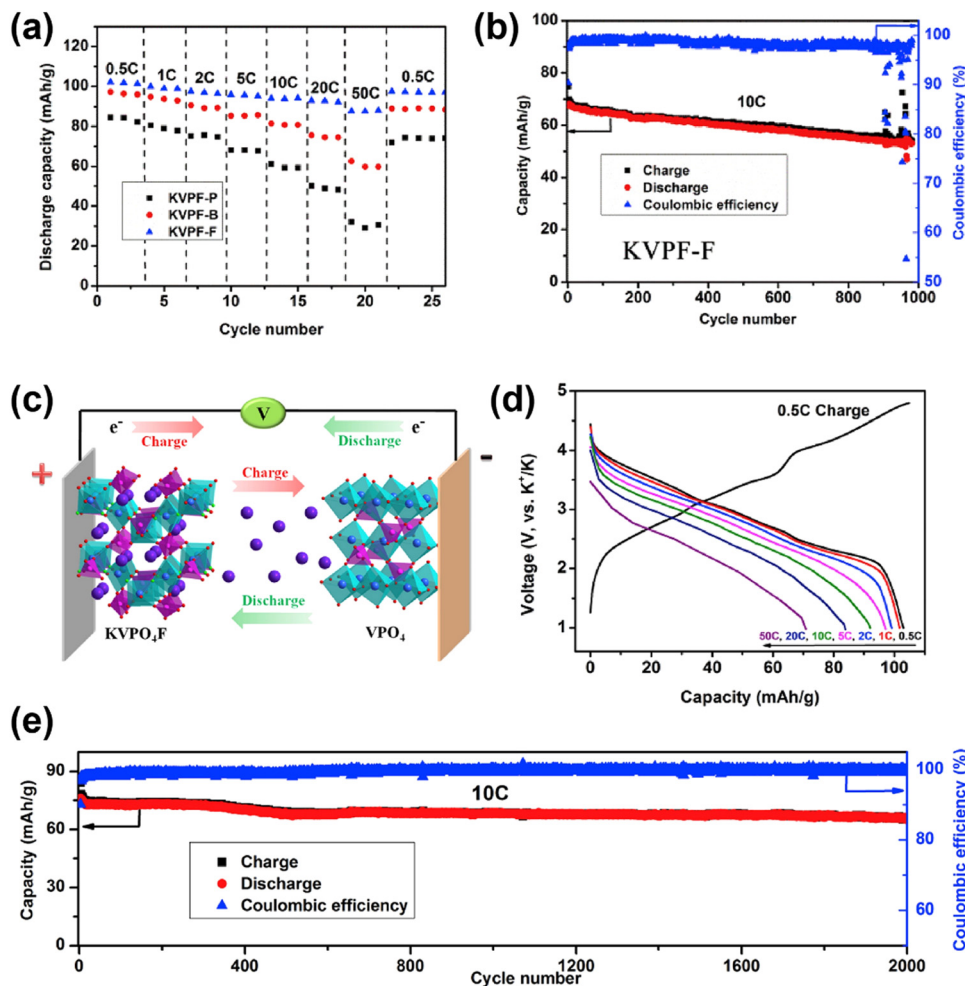 (a)
Discharge capacity (mAh/g)
120
100
80
60
40
20
0
0.5C 1C 2C 5C 10C 20C 50C 0.5C
KVPF-P
KVPF-B
KVPF-F
0 5 10 15 20 25
Cycle number
(b)
Capacity (mAh/g)
100
80
60
40
20
0
10C
Charge
Discharge
Coulombic efficiency
KVPF-F
0 200 400 600 800 1000
Cycle number
100
90
80
70
60
50
Coulombic efficiency (%)
(c)
V
e-
Charge
e-
Discharge
+
-
Charge
Discharge
KVPO4F
VPO4
(d)
Voltage (V, vs. K+/K)
5
4
3
2
1
0.5C Charge
50C, 20C, 10C, 5C, 2C, 1C, 0.5C
0 20 40 60 80 100
Capacity (mAh/g)
(e)
Capacity (mAh/g)
90
60
30
0
10C
Charge
Discharge
Coulombic efficiency
0 400 800 1200 1600 2000
Cycle number
100
90
80
70
60
Coulombic efficiency (%)